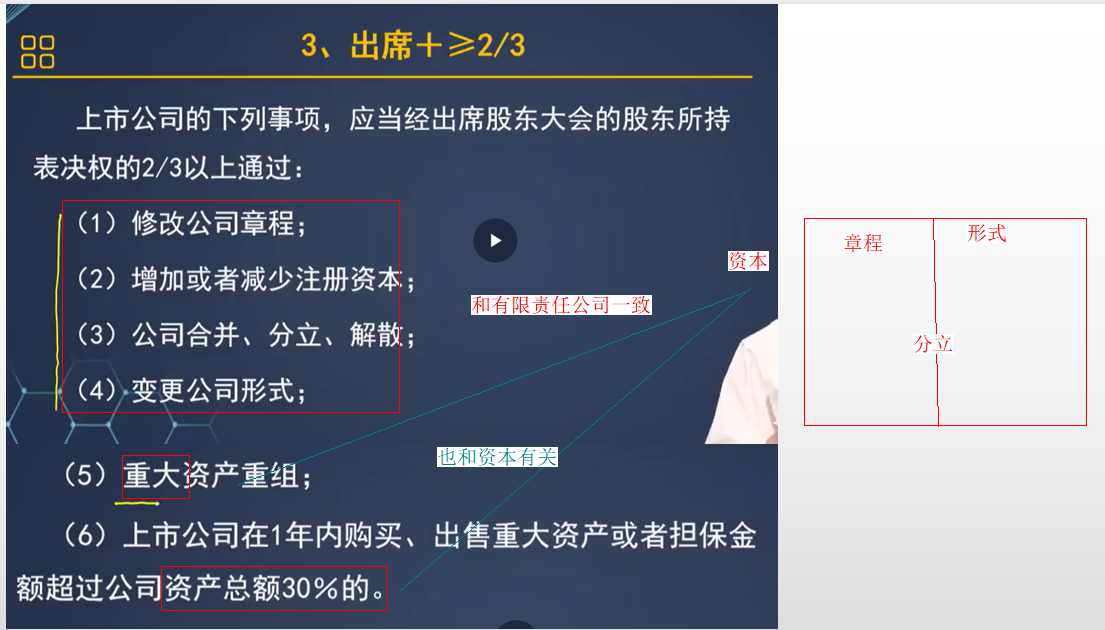 3、出席＋≥2/3
上市公司的下列事项，应当经出席股东大会的股东所持
表决权的2/3以上通过：
（1）修改公司章程；
（2）增加或者减少注册资本；
（3）公司合并、分立、解散；
（4）变更公司形式；
（5）重大资产重组；
（6）上市公司在1年内购买、出售重大资产或者担保金
额超过公司资产总额30%的。
资本
和有限责任公司一致
也和资本有关
章程
形式
分立